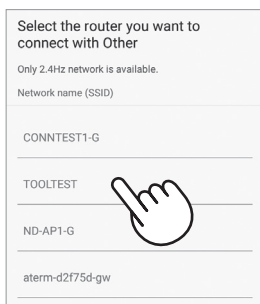 Select the router you want to
connect with Other
Only 2.4Hz network is available.
Network name (SSID)
CONNTEST1-G
TOOLTEST
ND-AP1-G
aterm-d2f75d-gw